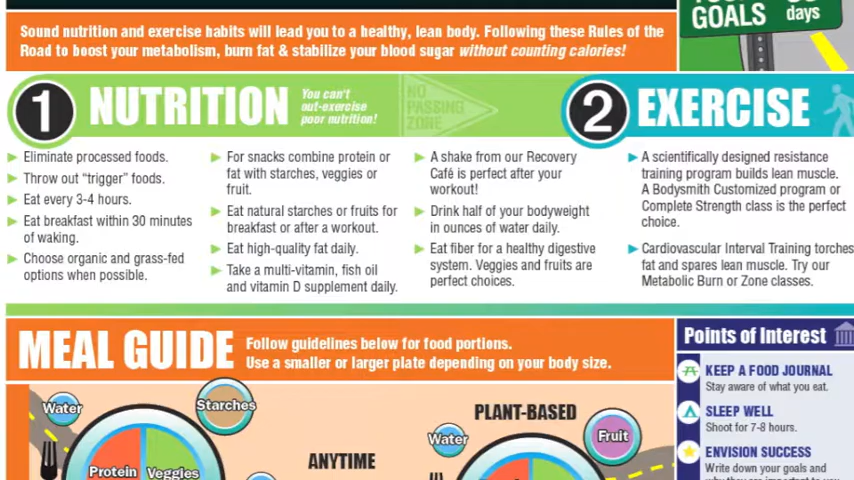 GOALS
days
Sound nutrition and exercise habits will lead you to a healthy, lean body. Following these Rules of the
Road to boost your metabolism, burn fat & stabilize your blood sugar without counting calories!
1 NUTRITION
You can't
out-exercise
poor nutrition!
NO
PASSING
ZONE
Eliminate processed foods.
Throw out “trigger” foods.
Eat every 3-4 hours.
Eat breakfast within 30 minutes
of waking.
Choose organic and grass-fed
options when possible.
For snacks combine protein or
fat with starches, veggies or
fruit.
Eat natural starches or fruits for
breakfast or after a workout.
Eat high-quality fat daily.
Take a multi-vitamin, fish oil
and vitamin D supplement daily.
A shake from our Recovery
Café is perfect after your
workout!
Drink half of your bodyweight
in ounces of water daily.
Eat fiber for a healthy digestive
system. Veggies and fruits are
perfect choices.
2 EXERCISE
A scientifically designed resistance
training program builds lean muscle.
A Bodysmith Customized program or
Complete Strength class is the perfect
choice.
Cardiovascular Interval Training torches
fat and spares lean muscle. Try our
Metabolic Burn or Zone classes.
MEAL GUIDE
Follow guidelines below for food portions.
Use a smaller or larger plate depending on your body size.
Water
Starches
Protein
Veggies
ANYTIME
PLANT-BASED
Water
Fruit
Points of Interest
KEEP A FOOD JOURNAL
Stay aware of what you eat.
SLEEP WELL
Shoot for 7-8 hours.
ENVISION SUCCESS
Write down your goals and
why they are important to you